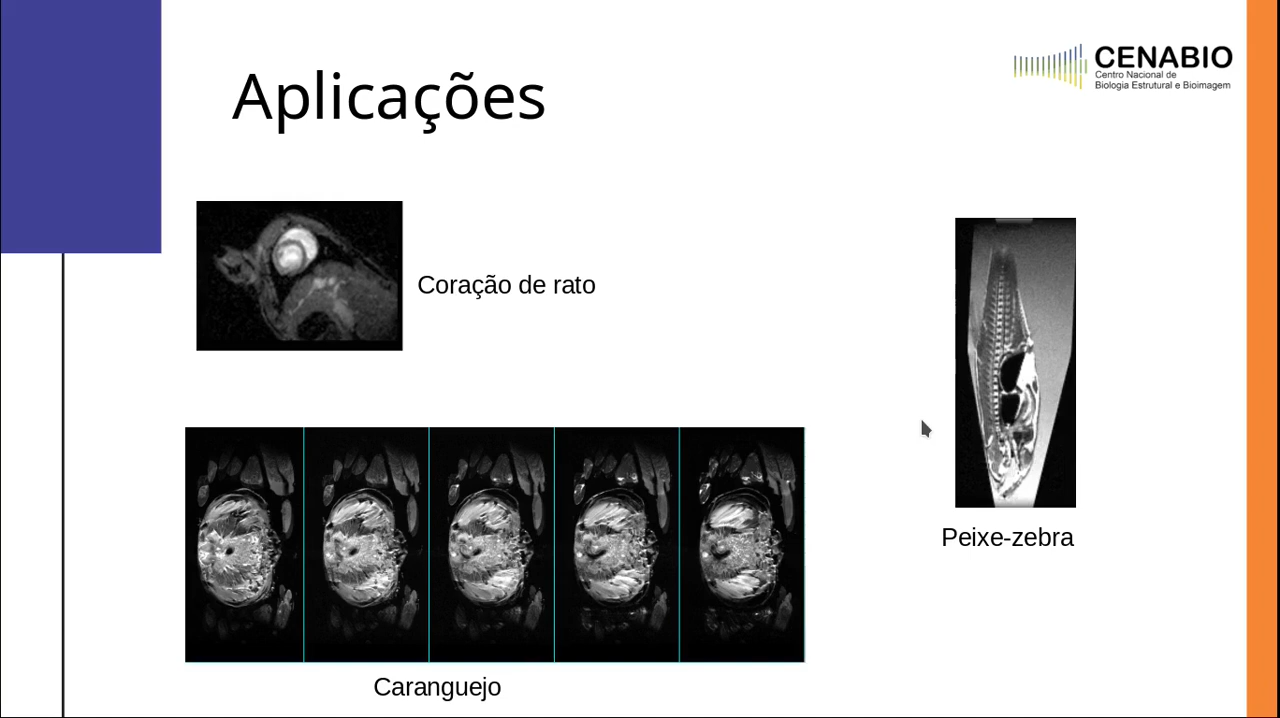 Aplicações
CENABIO
Centro Nacional de
Biologia Estrutural e Bioimagem
Coração de rato
Peixe-zebra
Caranguejo